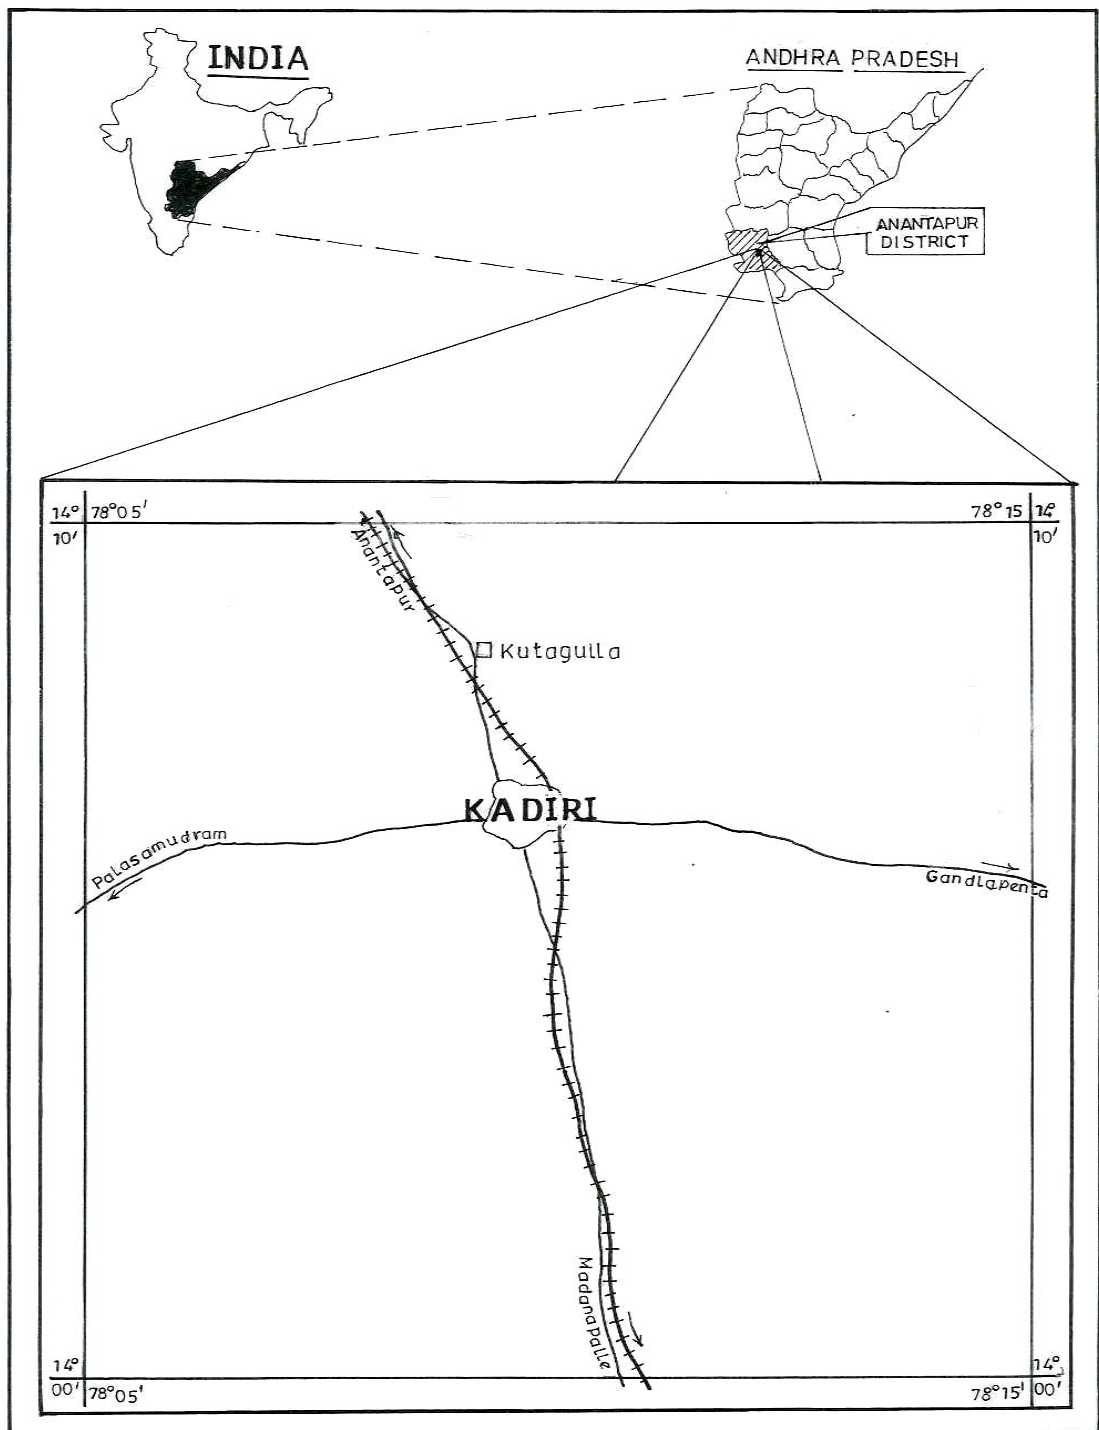 INDIA
ANDHRA PRADESH
ANANTAPUR
DISTRICT
14° 78°05'
10'
78°15 14°
10'
Anantapur
Kutagulla
KADIRI
Palasamudram
Gandlapenta
Madanapalle
14°
00' 78°05'
14°
78°15' 00'